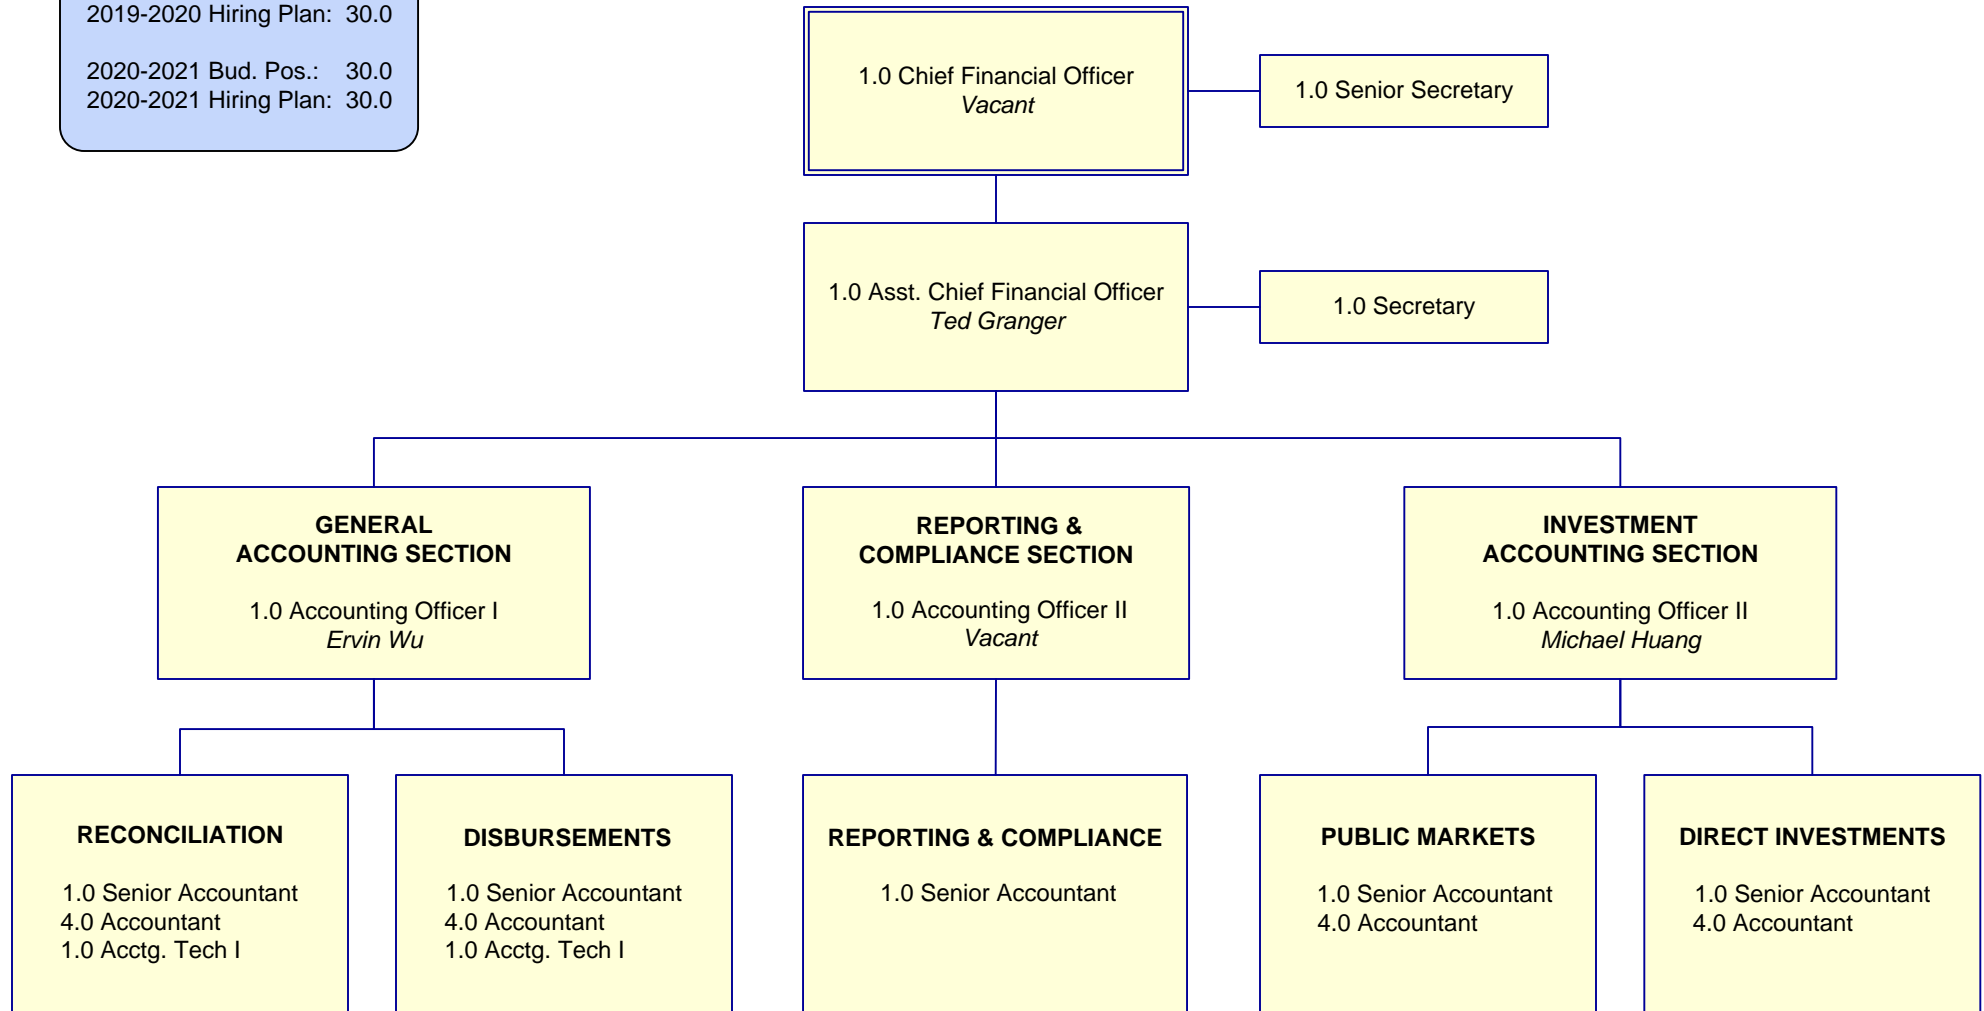 2019-2020 Hiring Plan: 30.0
2020-2021 Bud. Pos.: 30.0
2020-2021 Hiring Plan: 30.0
1.0 Chief Financial Officer
Vacant
1.0 Senior Secretary
1.0 Asst. Chief Financial Officer
Ted Granger
1.0 Secretary
GENERAL
ACCOUNTING SECTION
1.0 Accounting Officer I
Ervin Wu
REPORTING &
COMPLIANCE SECTION
1.0 Accounting Officer II
Vacant
INVESTMENT
ACCOUNTING SECTION
1.0 Accounting Officer II
Michael Huang
RECONCILIATION
1.0 Senior Accountant
4.0 Accountant
1.0 Acctg. Tech I
DISBURSEMENTS
1.0 Senior Accountant
4.0 Accountant
1.0 Acctg. Tech I
REPORTING & COMPLIANCE
1.0 Senior Accountant
PUBLIC MARKETS
1.0 Senior Accountant
4.0 Accountant
DIRECT INVESTMENTS
1.0 Senior Accountant
4.0 Accountant